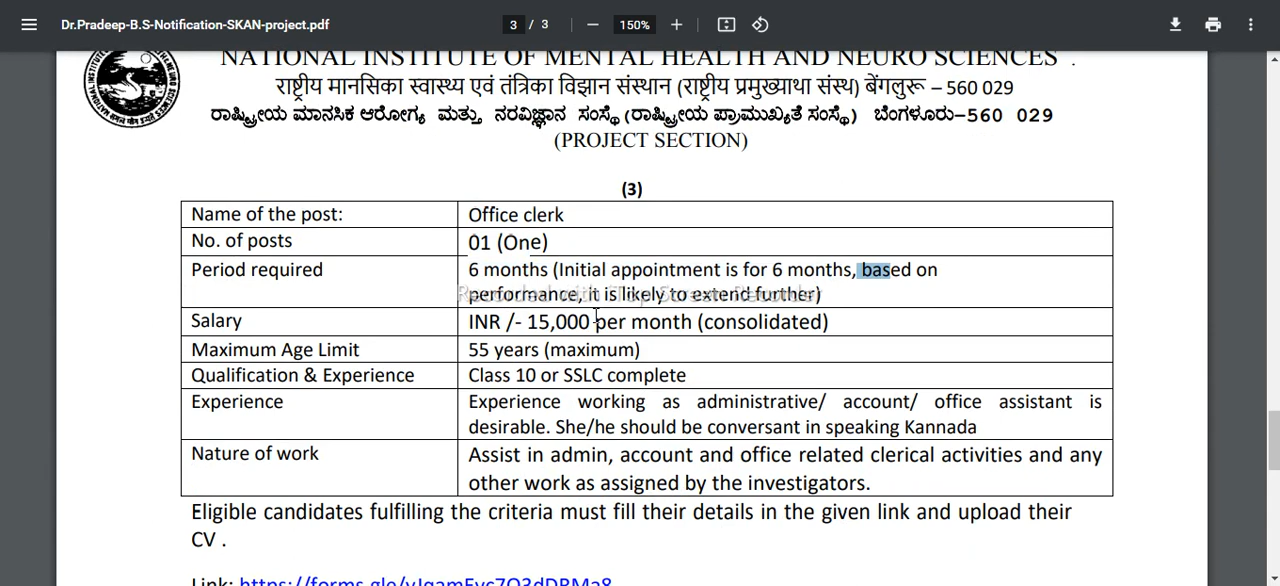 Dr.Pradeep-B.S-Notification-SKAN-project.pdf
3 / 3
150%
NATIONAL INSTITUTE OF MENTAL HEALTH AND NEURO SCIENCES .
राष्ट्रीय मानसिका स्वास्थ्य एवं तंत्रिका विज्ञान संस्थान (राष्ट्रीय प्रमुख्याथा संस्थ) बेंगलुरू – 560 029
ರಾಷ್ಟ್ರೀಯ ಮಾನಸಿಕ ಆರೋಗ್ಯ ಮತ್ತು ನರವಿಜ್ಞಾನ ಸಂಸ್ಥೆ (ರಾಷ್ಟ್ರೀಯ ಪ್ರಾಮುಖ್ಯತೆ ಸಂಸ್ಥೆ) ಬೆಂಗಳೂರು-560 029
(PROJECT SECTION)
(3)
Name of the post: Office clerk
No. of posts 01 (One)
Period required 6 months (Initial appointment is for 6 months, based on
performance, it is likely to extend further)
Recorded with iTop Screen Recorder
Salary INR /- 15,000 per month (consolidated)
Maximum Age Limit 55 years (maximum)
Qualification & Experience Class 10 or SSLC complete
Experience Experience working as administrative/ account/ office assistant is
desirable. She/he should be conversant in speaking Kannada
Nature of work Assist in admin, account and office related clerical activities and any
other work as assigned by the investigators.
Eligible candidates fulfilling the criteria must fill their details in the given link and upload their
CV .
Link: